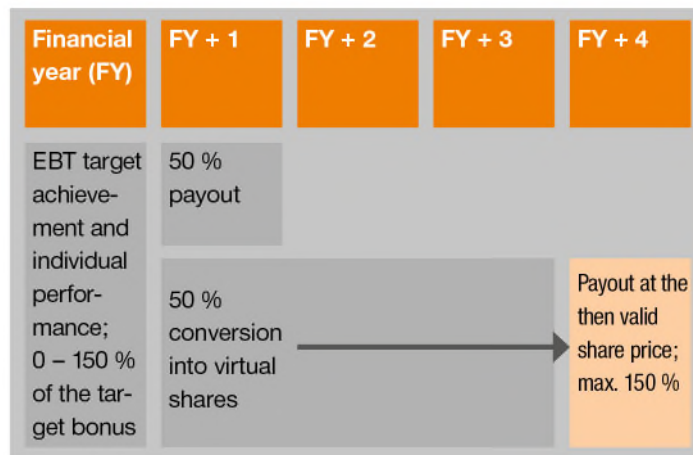 Financial
year (FY)
FY + 1
FY + 2
FY + 3
FY + 4
EBT target
achieve-
ment and
individual
perfor-
mance;
0 – 150 %
of the tar-
get bonus
50 %
payout
50 %
conversion
into virtual
shares
Payout at the
then valid
share price;
max. 150 %